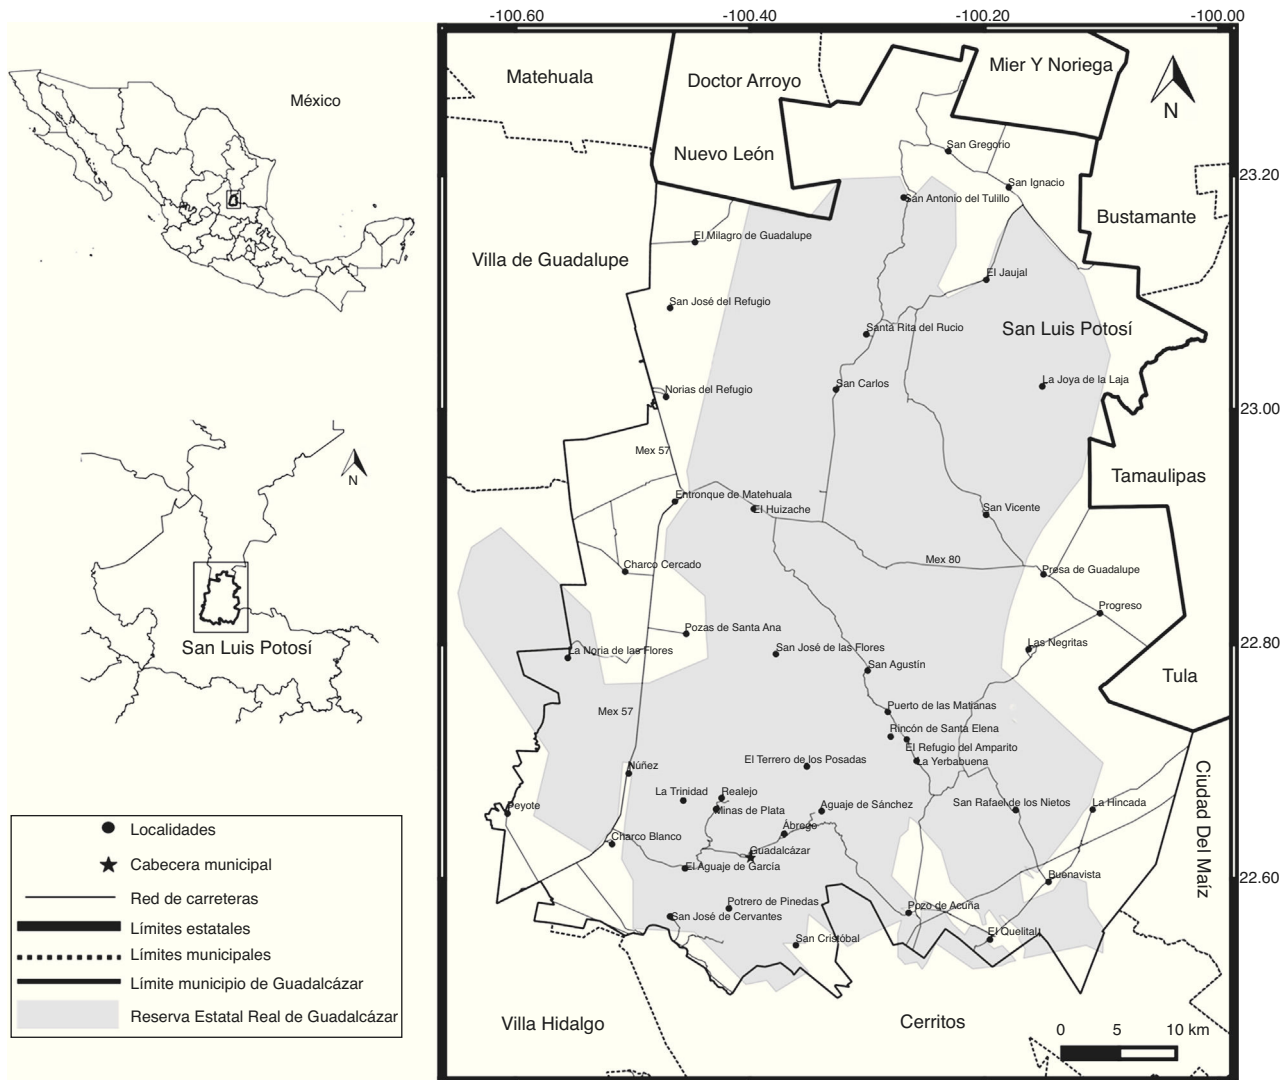 -100.60
-100.40
-100.20
-100.00
México
Matehuala
Doctor Arroyo
Mier Y Noriega
N
Nuevo León
San Gregorio
23.20
San Ignacio
San Antonio del Tulillo
Bustamante
El Milagro de Guadalupe
Villa de Guadalupe
El Jaujal
San José del Refugio
Santa Rita del Rucio
San Luis Potosí
San Carlos
La Joya de la Laja
Norias del Refugio
23.00
Mex 57
N
Tamaulipas
Entronque de Matehuala
El Huizache
San Vicente
Mex 80
Charco Cercado
Presa de Guadalupe
Progreso
Pozas de Santa Ana
San José de las Flores
Las Negritas
22.80
La Noria de las Flores
San Luis Potosí
San Agustín
Tula
Puerto de las Matianas
Mex 57
Rincón de Santa Elena
El Refugio del Amparito
La Yerbabuena
El Terrero de los Posadas
Núñez
La Trinidad
Realejo
Ciudad Del Maíz
Peyote
Minas de Plata
Aguaje de Sánchez
San Rafael de los Nietos
La Hincada
Ábrego
Charco Blanco
Guadalcázar
El Aguaje de García
Buenavista
22.60
Potrero de Pinedas
Pozo de Acuña
San José de Cervantes
San Cristóbal
El Quelital
Villa Hidalgo
Cerritos
0 5 10 km
Localidades
Cabecera municipal
Red de carreteras
Límites estatales
Límites municipales
Límite municipio de Guadalcázar
Reserva Estatal Real de Guadalcázar